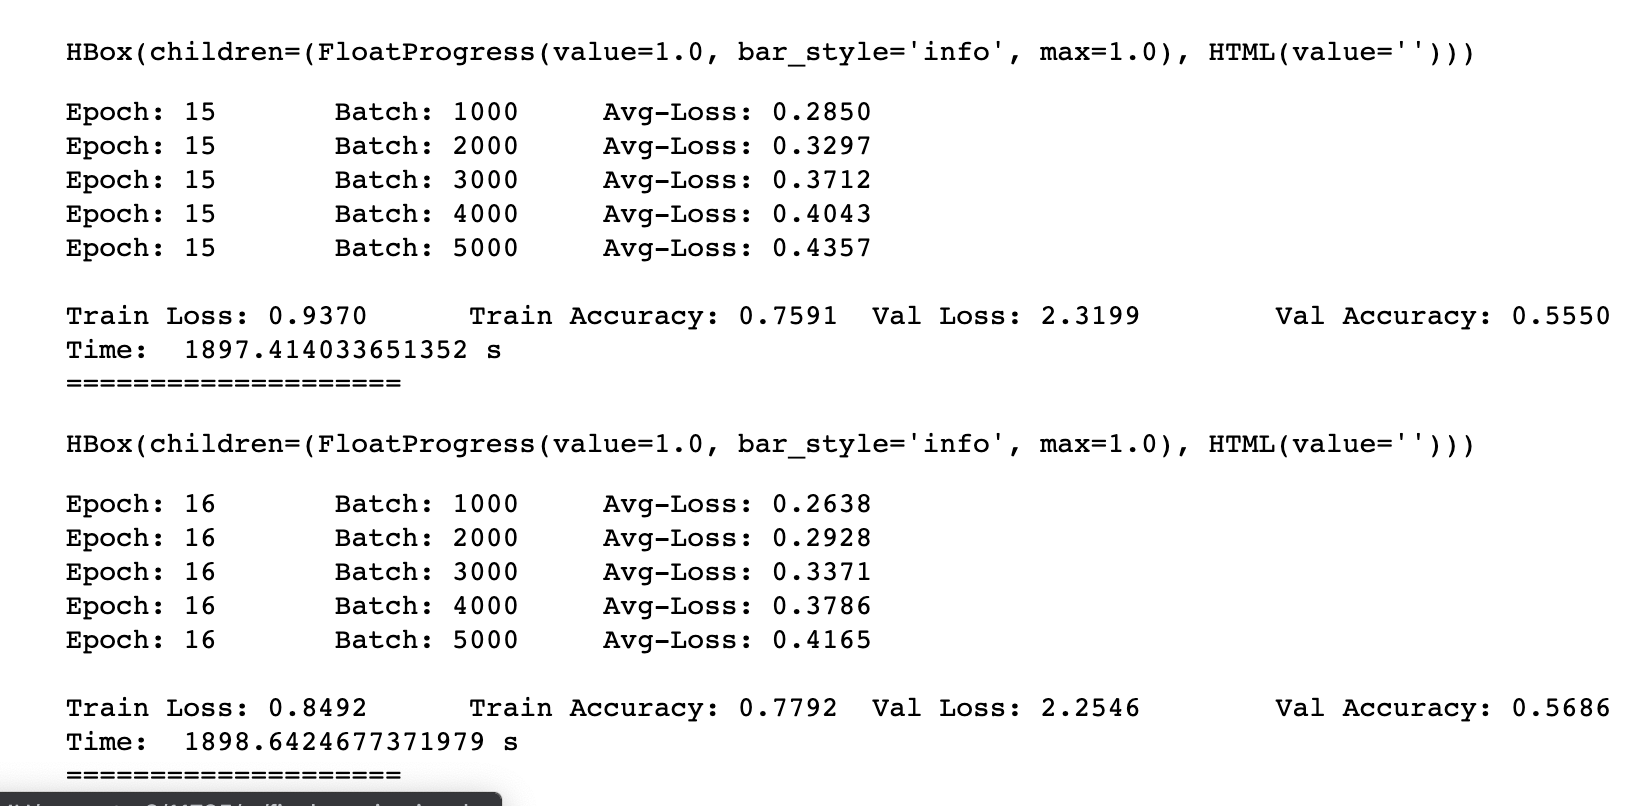 HBox(children=(FloatProgress(value=1.0, bar_style='info', max=1.0), HTML(value='')))
Epoch: 15 Batch: 1000 Avg-Loss: 0.2850
Epoch: 15 Batch: 2000 Avg-Loss: 0.3297
Epoch: 15 Batch: 3000 Avg-Loss: 0.3712
Epoch: 15 Batch: 4000 Avg-Loss: 0.4043
Epoch: 15 Batch: 5000 Avg-Loss: 0.4357
Train Loss: 0.9370 Train Accuracy: 0.7591 Val Loss: 2.3199 Val Accuracy: 0.5550
Time: 1897.414033651352 s
====================
HBox(children=(FloatProgress(value=1.0, bar_style='info', max=1.0), HTML(value='')))
Epoch: 16 Batch: 1000 Avg-Loss: 0.2638
Epoch: 16 Batch: 2000 Avg-Loss: 0.2928
Epoch: 16 Batch: 3000 Avg-Loss: 0.3371
Epoch: 16 Batch: 4000 Avg-Loss: 0.3786
Epoch: 16 Batch: 5000 Avg-Loss: 0.4165
Train Loss: 0.8492 Train Accuracy: 0.7792 Val Loss: 2.2546 Val Accuracy: 0.5686
Time: 1898.6424677371979 s
====================